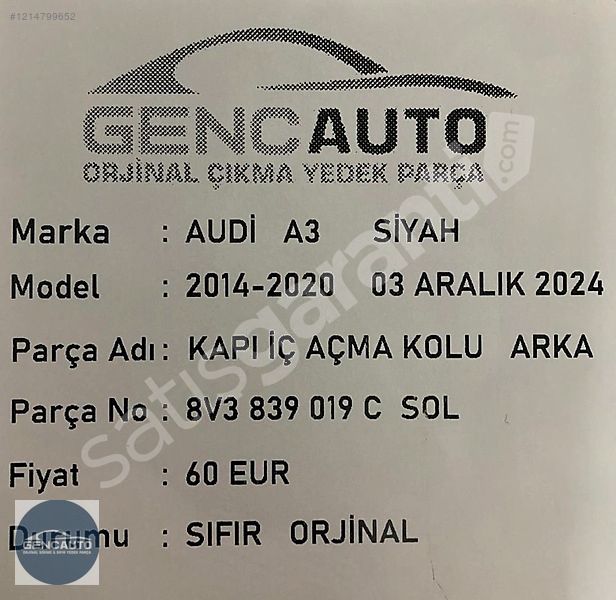 #1214799652
GENCAUTO
ORJİNAL ÇIKMA YEDEK PARÇA
Marka : AUDİ A3 SİYAH
Model : 2014-2020 03 ARALIK 2024
Parça Adı : KAPI İÇ AÇMA KOLU ARKA
Parça No : 8V3 839 019 C SOL
Fiyat : 60 EUR
Durumu : SIFIR ORJİNAL
satışgaranti.com
GENCAUTO